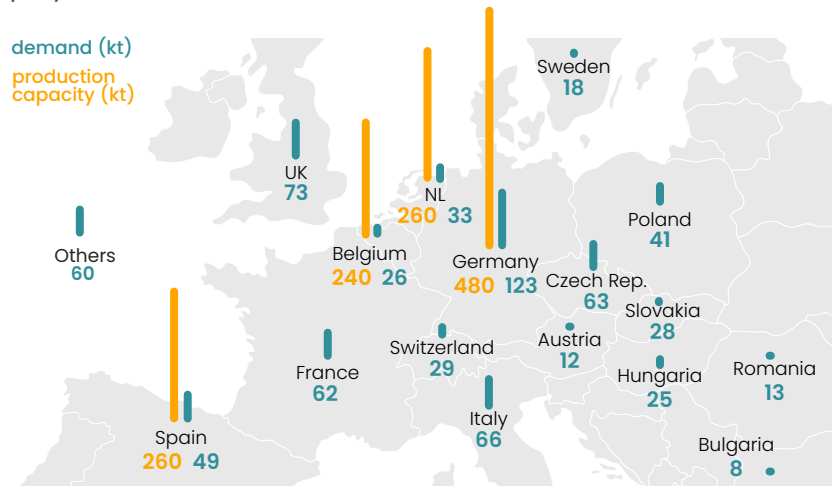 demand (kt)
production
capacity (kt)
Sweden
18
UK
73
NL
260 33
Poland
41
Others
60
Belgium
240 26
Germany
480 123
Czech Rep.
63
Slovakia
28
Austria
12
Switzerland
29
France
62
Hungaria
25
Romania
13
Italy
66
Spain
260 49
Bulgaria
8